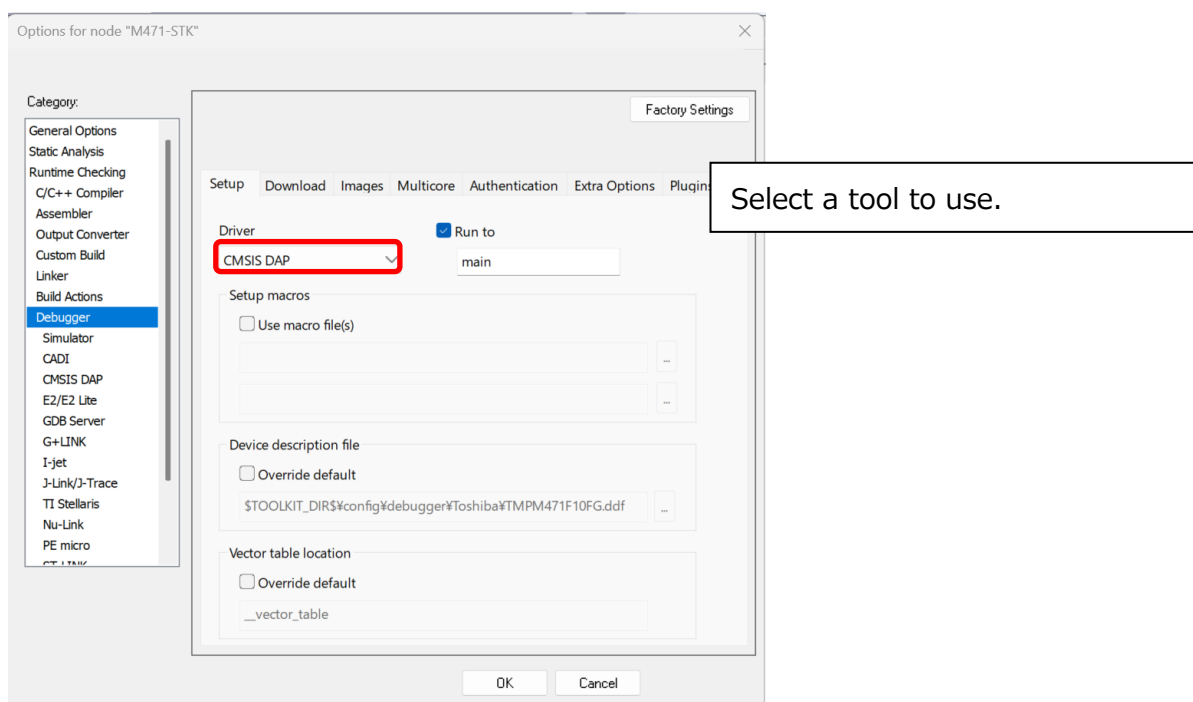 Options for node "M471-STK"
Category:
Factory Settings
General Options
Static Analysis
Runtime Checking
C/C++ Compiler
Assembler
Output Converter
Custom Build
Linker
Build Actions
Debugger
Simulator
CADI
CMSIS DAP
E2/E2 Lite
GDB Server
G+LINK
I-jet
J-Link/J-Trace
TI Stellaris
Nu-Link
PE micro
ST-LINK
Setup Download Images Multicore Authentication Extra Options Plugins
Select a tool to use.
Driver
Run to
CMSIS DAP
main
Setup macros
Use macro file(s)
...
...
Device description file
Override default
$TOOLKIT_DIR$¥config¥debugger¥Toshiba¥TMPM471F10FG.ddf
...
Vector table location
Override default
__vector_table
OK
Cancel